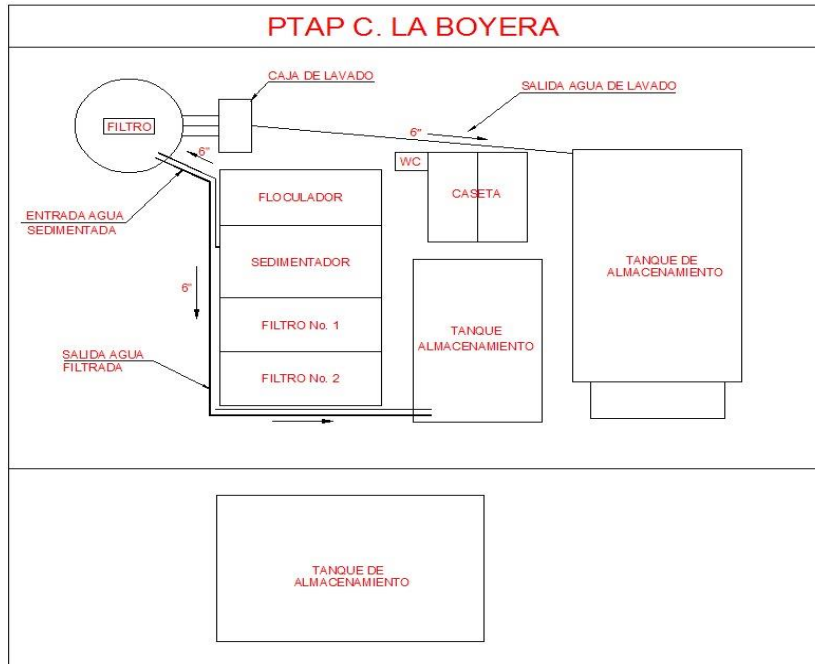 PTAP C. LA BOYERA
CAJA DE LAVADO
SALIDA AGUA DE LAVADO
FILTRO
6"
6"
WC
CASETA
FLOCULADOR
ENTRADA AGUA
SEDIMENTADA
SEDIMENTADOR
TANQUE DE
ALMACENAMIENTO
6"
FILTRO No. 1
TANQUE
ALMACENAMIENTO
SALIDA AGUA
FILTRADA
FILTRO No. 2
TANQUE DE
ALMACENAMIENTO